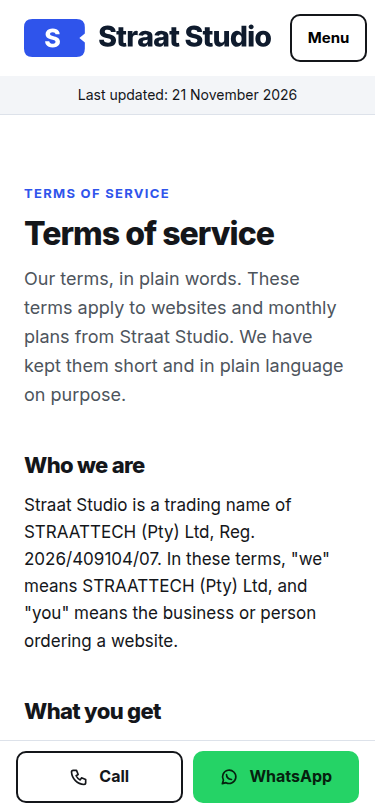 S Straat Studio Menu
Last updated: 21 November 2026
TERMS OF SERVICE
Terms of service
Our terms, in plain words. These
terms apply to websites and monthly
plans from Straat Studio. We have
kept them short and in plain language
on purpose.
Who we are
Straat Studio is a trading name of
STRAATTECH (Pty) Ltd, Reg.
2026/409104/07. In these terms, "we"
means STRAATTECH (Pty) Ltd, and
"you" means the business or person
ordering a website.
What you get
Call WhatsApp